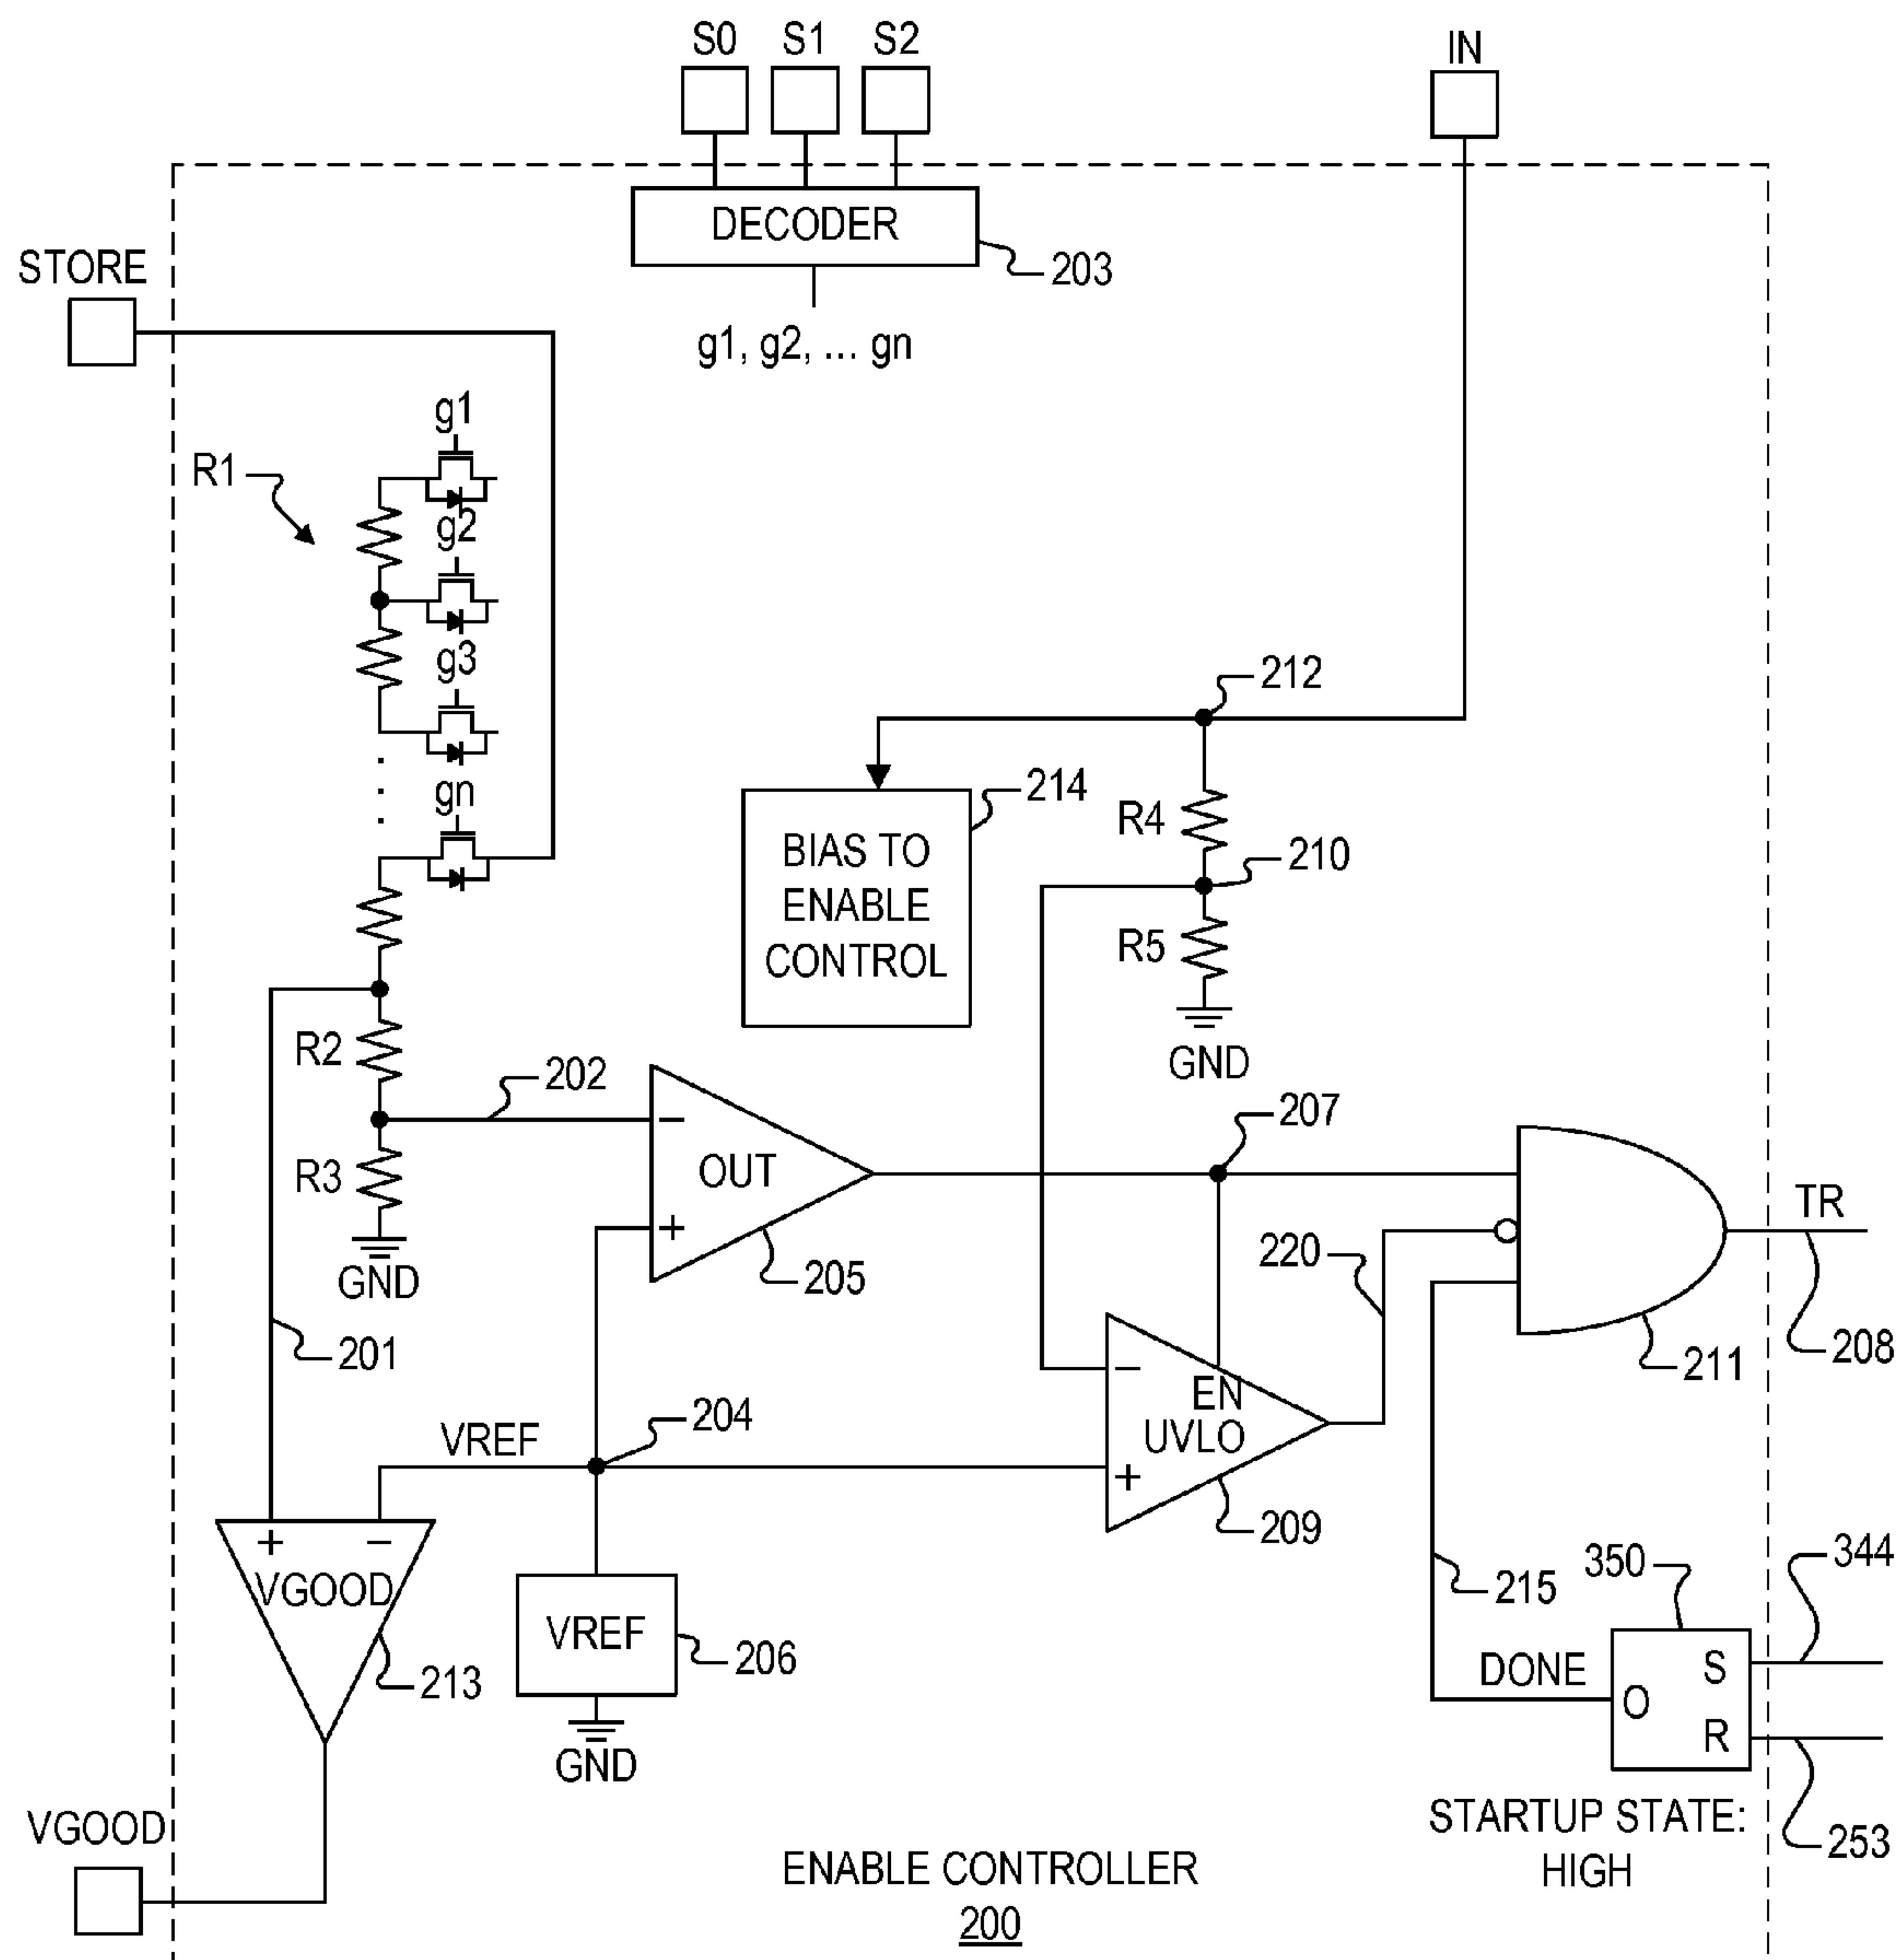 S0 S1 S2
IN
DECODER
203
STORE
g1, g2, ... gn
g1
R1
g2
g3
212
gn
214
R4
BIAS TO
ENABLE
CONTROL
210
R5
GND
R2
202
207
−
OUT
R3
+
TR
GND
205
220
201
−
211
208
EN
UVLO
204
VREF
+
209
+ −
VGOOD
350
344
215
VREF
206
213
DONE
S
O
R
GND
STARTUP STATE:
HIGH
253
VGOOD
ENABLE CONTROLLER
200